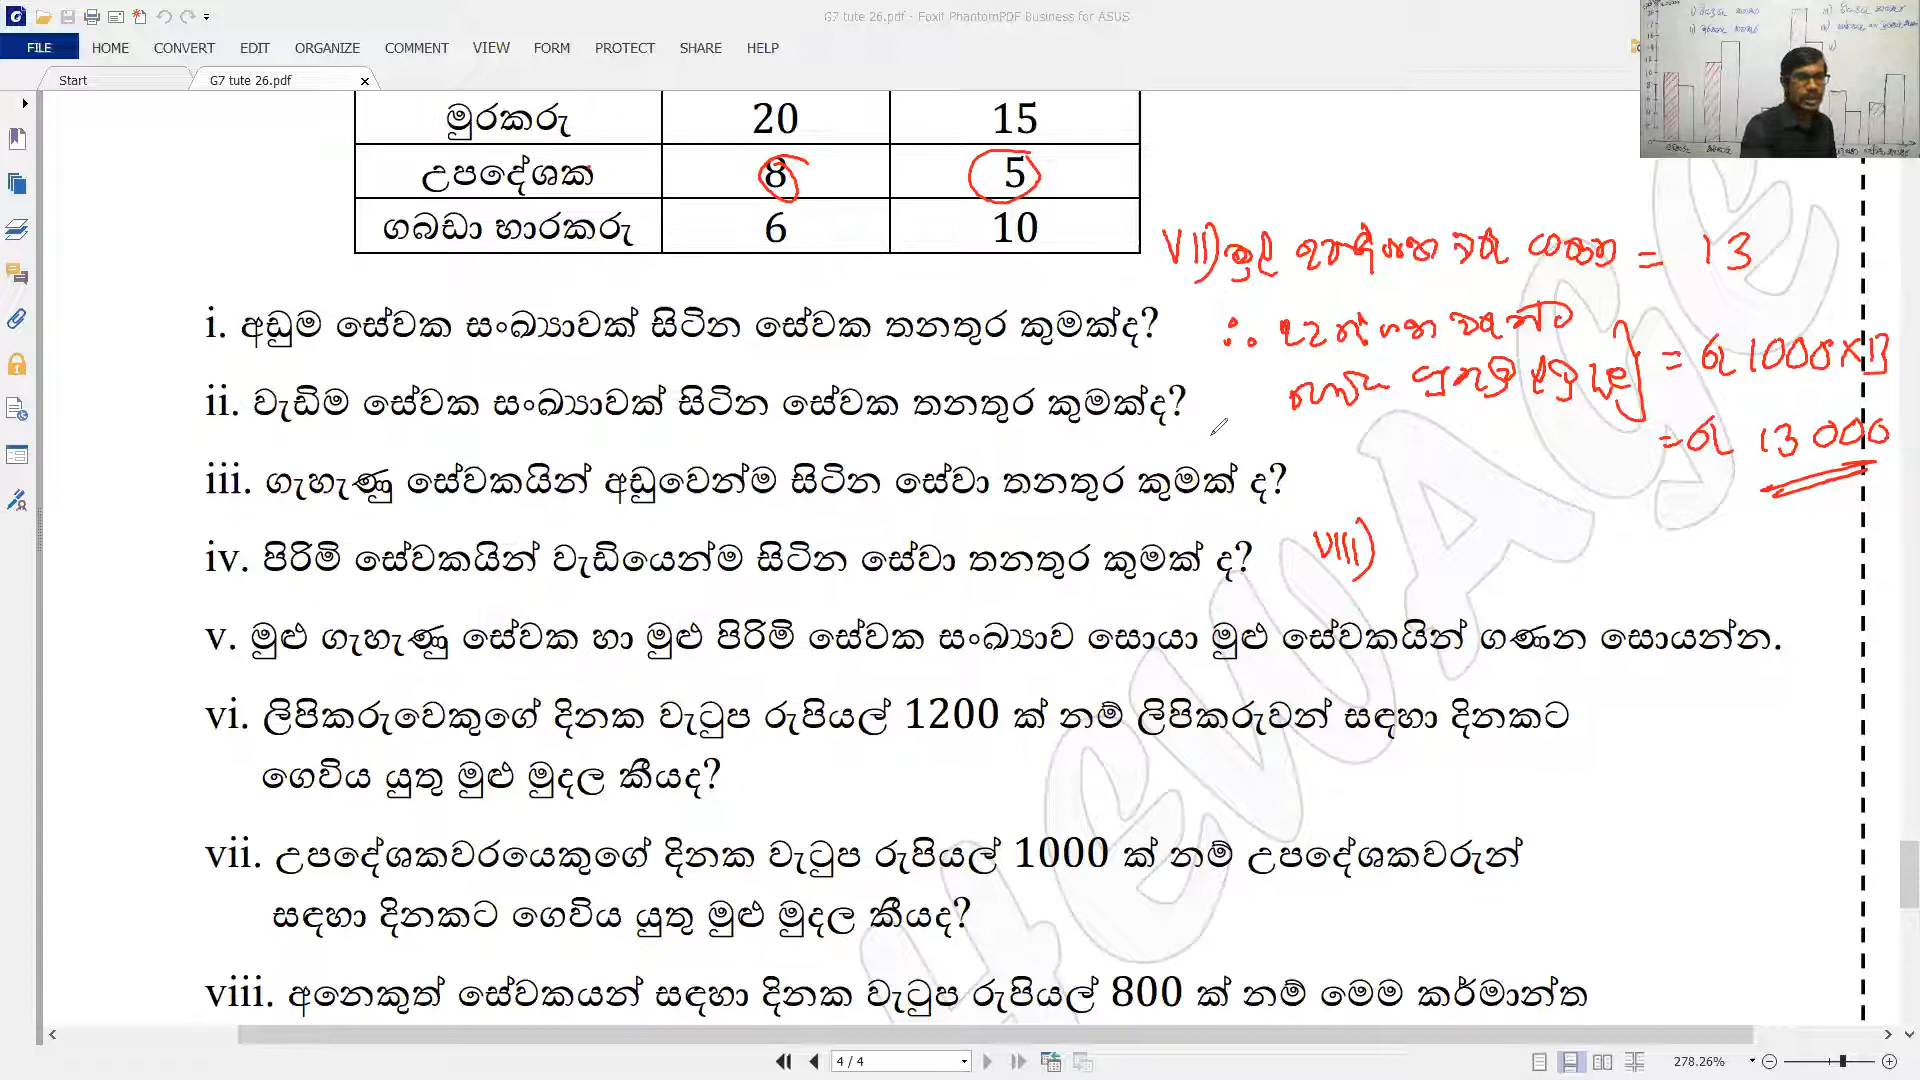 G7 tute 26.pdf - Foxit PhantomPDF Business for ASUS
FILE HOME CONVERT EDIT ORGANIZE COMMENT VIEW FORM PROTECT SHARE HELP
Start G7 tute 26.pdf
මුරකරු 20 15
උපදේශක 8 5
ගබඩා භාරකරු 6 10
VII) = 13
i. අඩුම සේවක සංඛ්‍යාවක් සිටින සේවක තනතුර කුමක්ද?
= රු 1000 × 13
ii. වැඩිම සේවක සංඛ්‍යාවක් සිටින සේවක තනතුර කුමක්ද?
= රු 13 000
iii. ගැහැණු සේවකයින් අඩුවෙන්ම සිටින සේවා තනතුර කුමක් ද?
iv. පිරිමි සේවකයින් වැඩියෙන්ම සිටින සේවා තනතුර කුමක් ද?
VIII)
v. මුළු ගැහැණු සේවක හා මුළු පිරිමි සේවක සංඛ්‍යාව සොයා මුළු සේවකයින් ගණන සොයන්න.
vi. ලිපිකරුවෙකුගේ දිනක වැටුප රුපියල් 1200 ක් නම් ලිපිකරුවන් සඳහා දිනකට
ගෙවිය යුතු මුළු මුදල කීයද?
vii. උපදේශකවරයෙකුගේ දිනක වැටුප රුපියල් 1000 ක් නම් උපදේශකවරුන්
සඳහා දිනකට ගෙවිය යුතු මුළු මුදල කීයද?
viii. අනෙකුත් සේවකයන් සඳහා දිනක වැටුප රුපියල් 800 ක් නම් මෙම කර්මාන්ත
4 / 4
278.26%